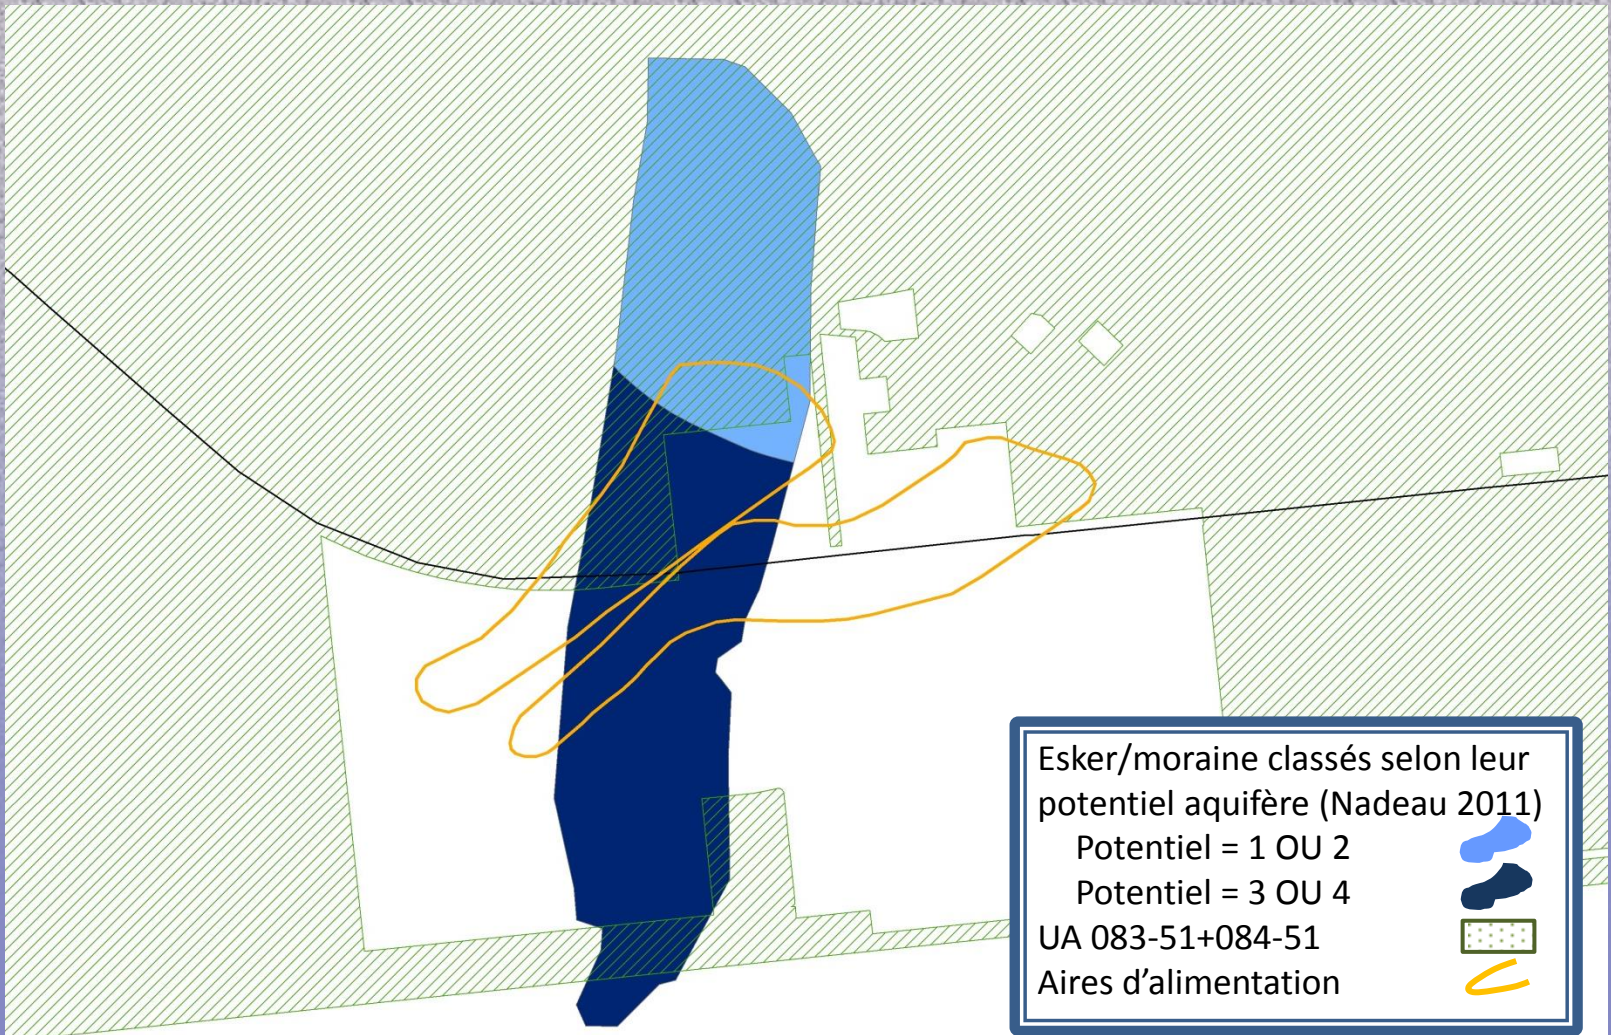 Esker/moraine classés selon leur
potentiel aquifère (Nadeau 2011)
Potentiel = 1 OU 2
Potentiel = 3 OU 4
UA 083-51+084-51
Aires d’alimentation